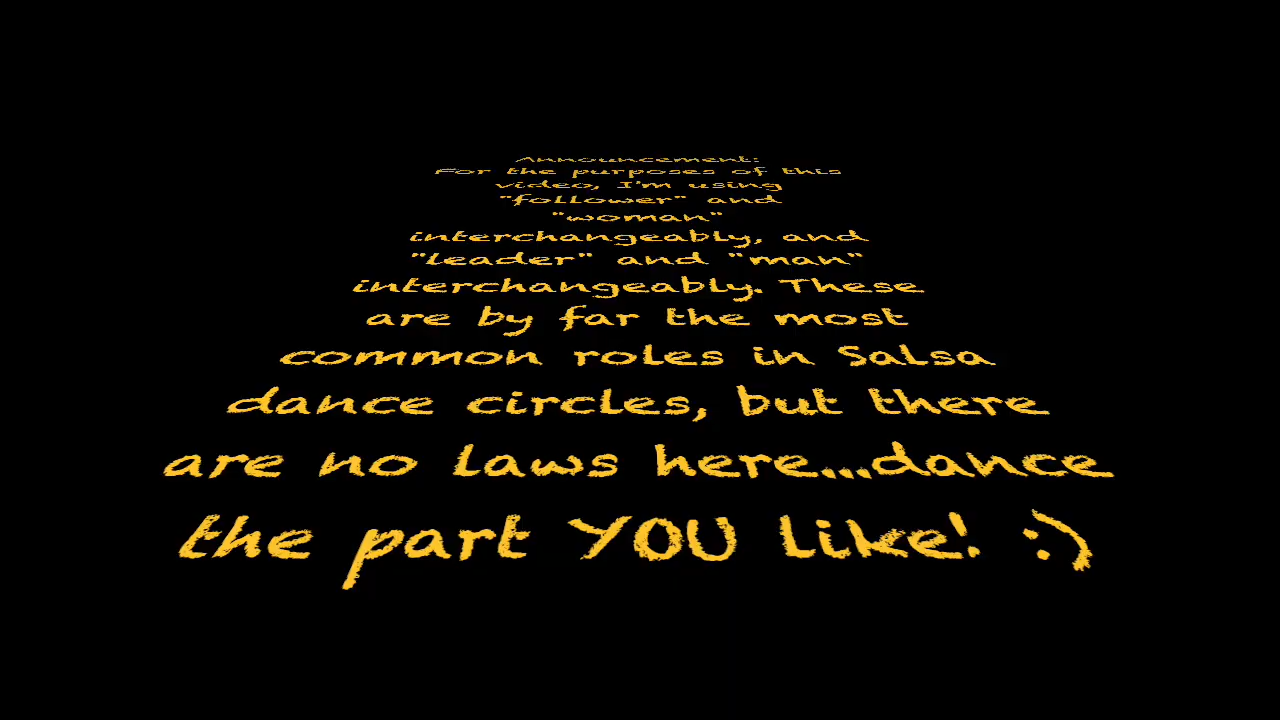 Announcement:
For the purposes of this
video, I'm using
"follower" and
"woman"
interchangeably, and
"leader" and "man"
interchangeably. These
are by far the most
common roles in Salsa
dance circles, but there
are no laws here...dance
the part YOU like! :)